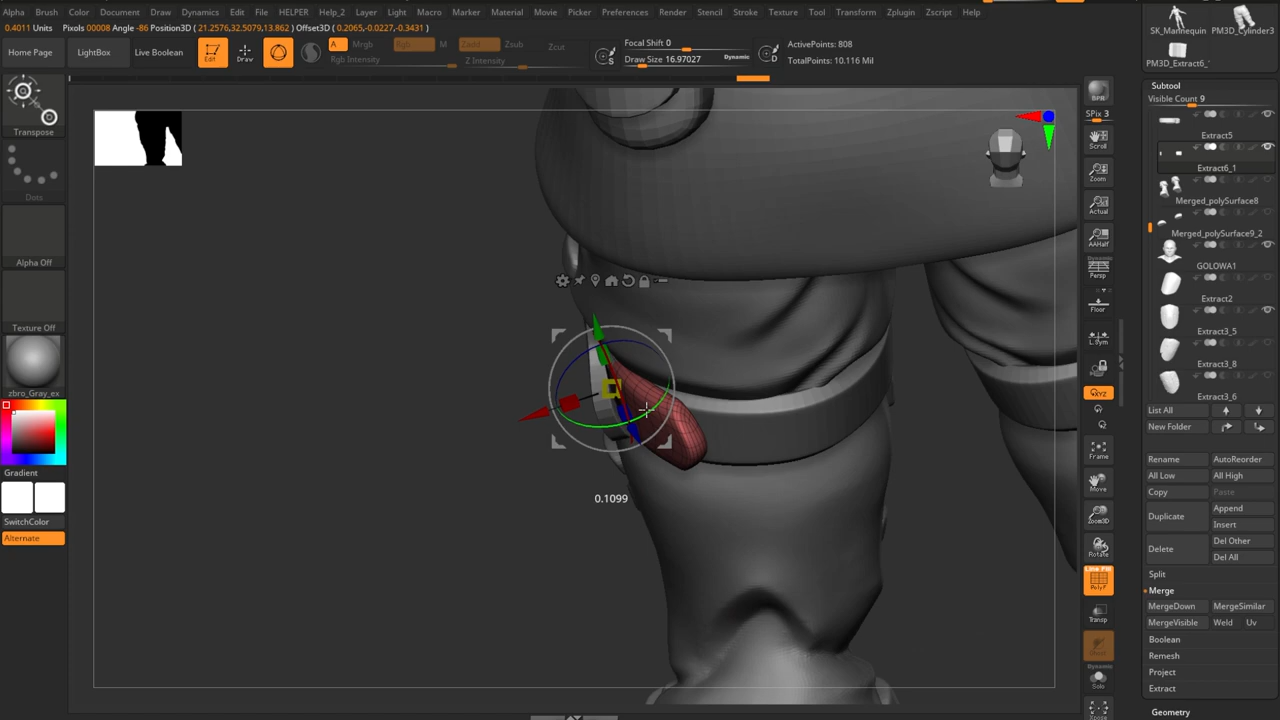 Alpha Brush Color Document Draw Dynamics Edit File HELPER Help_2 Layer Light Macro Marker Material Movie Picker Preferences Render Stencil Stroke Texture Tool Transform Zplugin Zscript Help
0.4011 Units Pixels 00008 Angle -86 Position3D ( 21.2576,32.5079,13.862 ) Offset3D ( 0.2065,-0.0227,-0.3431 )
Home Page LightBox Live Boolean Edit Draw
A Mrgb Rgb M Zadd Zsub Zcut
Rgb Intensity Z Intensity
Focal Shift 0
Draw Size 16.97027 Dynamic
S
D
ActivePoints: 808
TotalPoints: 10.116 Mil
Transpose
Dots
Alpha Off
Texture Off
zbro_Gray_ex
Gradient
SwitchColor
Alternate
0.1099
BPR
SPix 3
Scroll
Zoom
Actual
AAHalf
Dynamic
Persp
Floor
L.Sym
Frame
Move
Zoom3D
Rotate
Line Fill
PolyF
Transp
Dynamic
Solo
Xpose
SK_Mannequin PM3D_Cylinder3
PM3D_Extract6_
Subtool
Visible Count 9
Extract5
Extract6_1
Merged_polySurface8
Merged_polySurface9_2
GOLOWA1
Extract2
Extract3_5
Extract3_8
Extract3_6
List All
New Folder
Rename AutoReorder
All Low All High
Copy Paste
Duplicate Append
Insert
Delete Del Other
Del All
Split
Merge
MergeDown MergeSimilar
MergeVisible Weld Uv
Boolean
Remesh
Project
Extract
Geometry